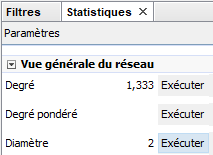 Filtres Statistiques X
Paramètres
Vue générale du réseau
Degré 1,333 Exécuter
Degré pondéré Exécuter
Diamètre 2 Exécuter